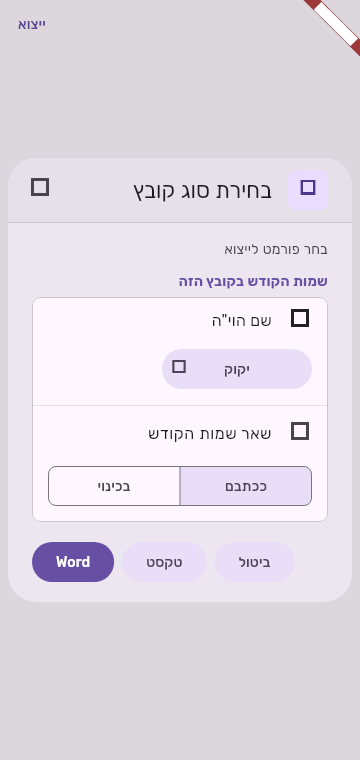 ייצוא
בחירת סוג קובץ
בחר פורמט לייצוא
שמות הקודש בקובץ הזה
שם הוי"ה
יקוק
שאר שמות הקודש
ככתבם
בכינוי
ביטול
טקסט
Word